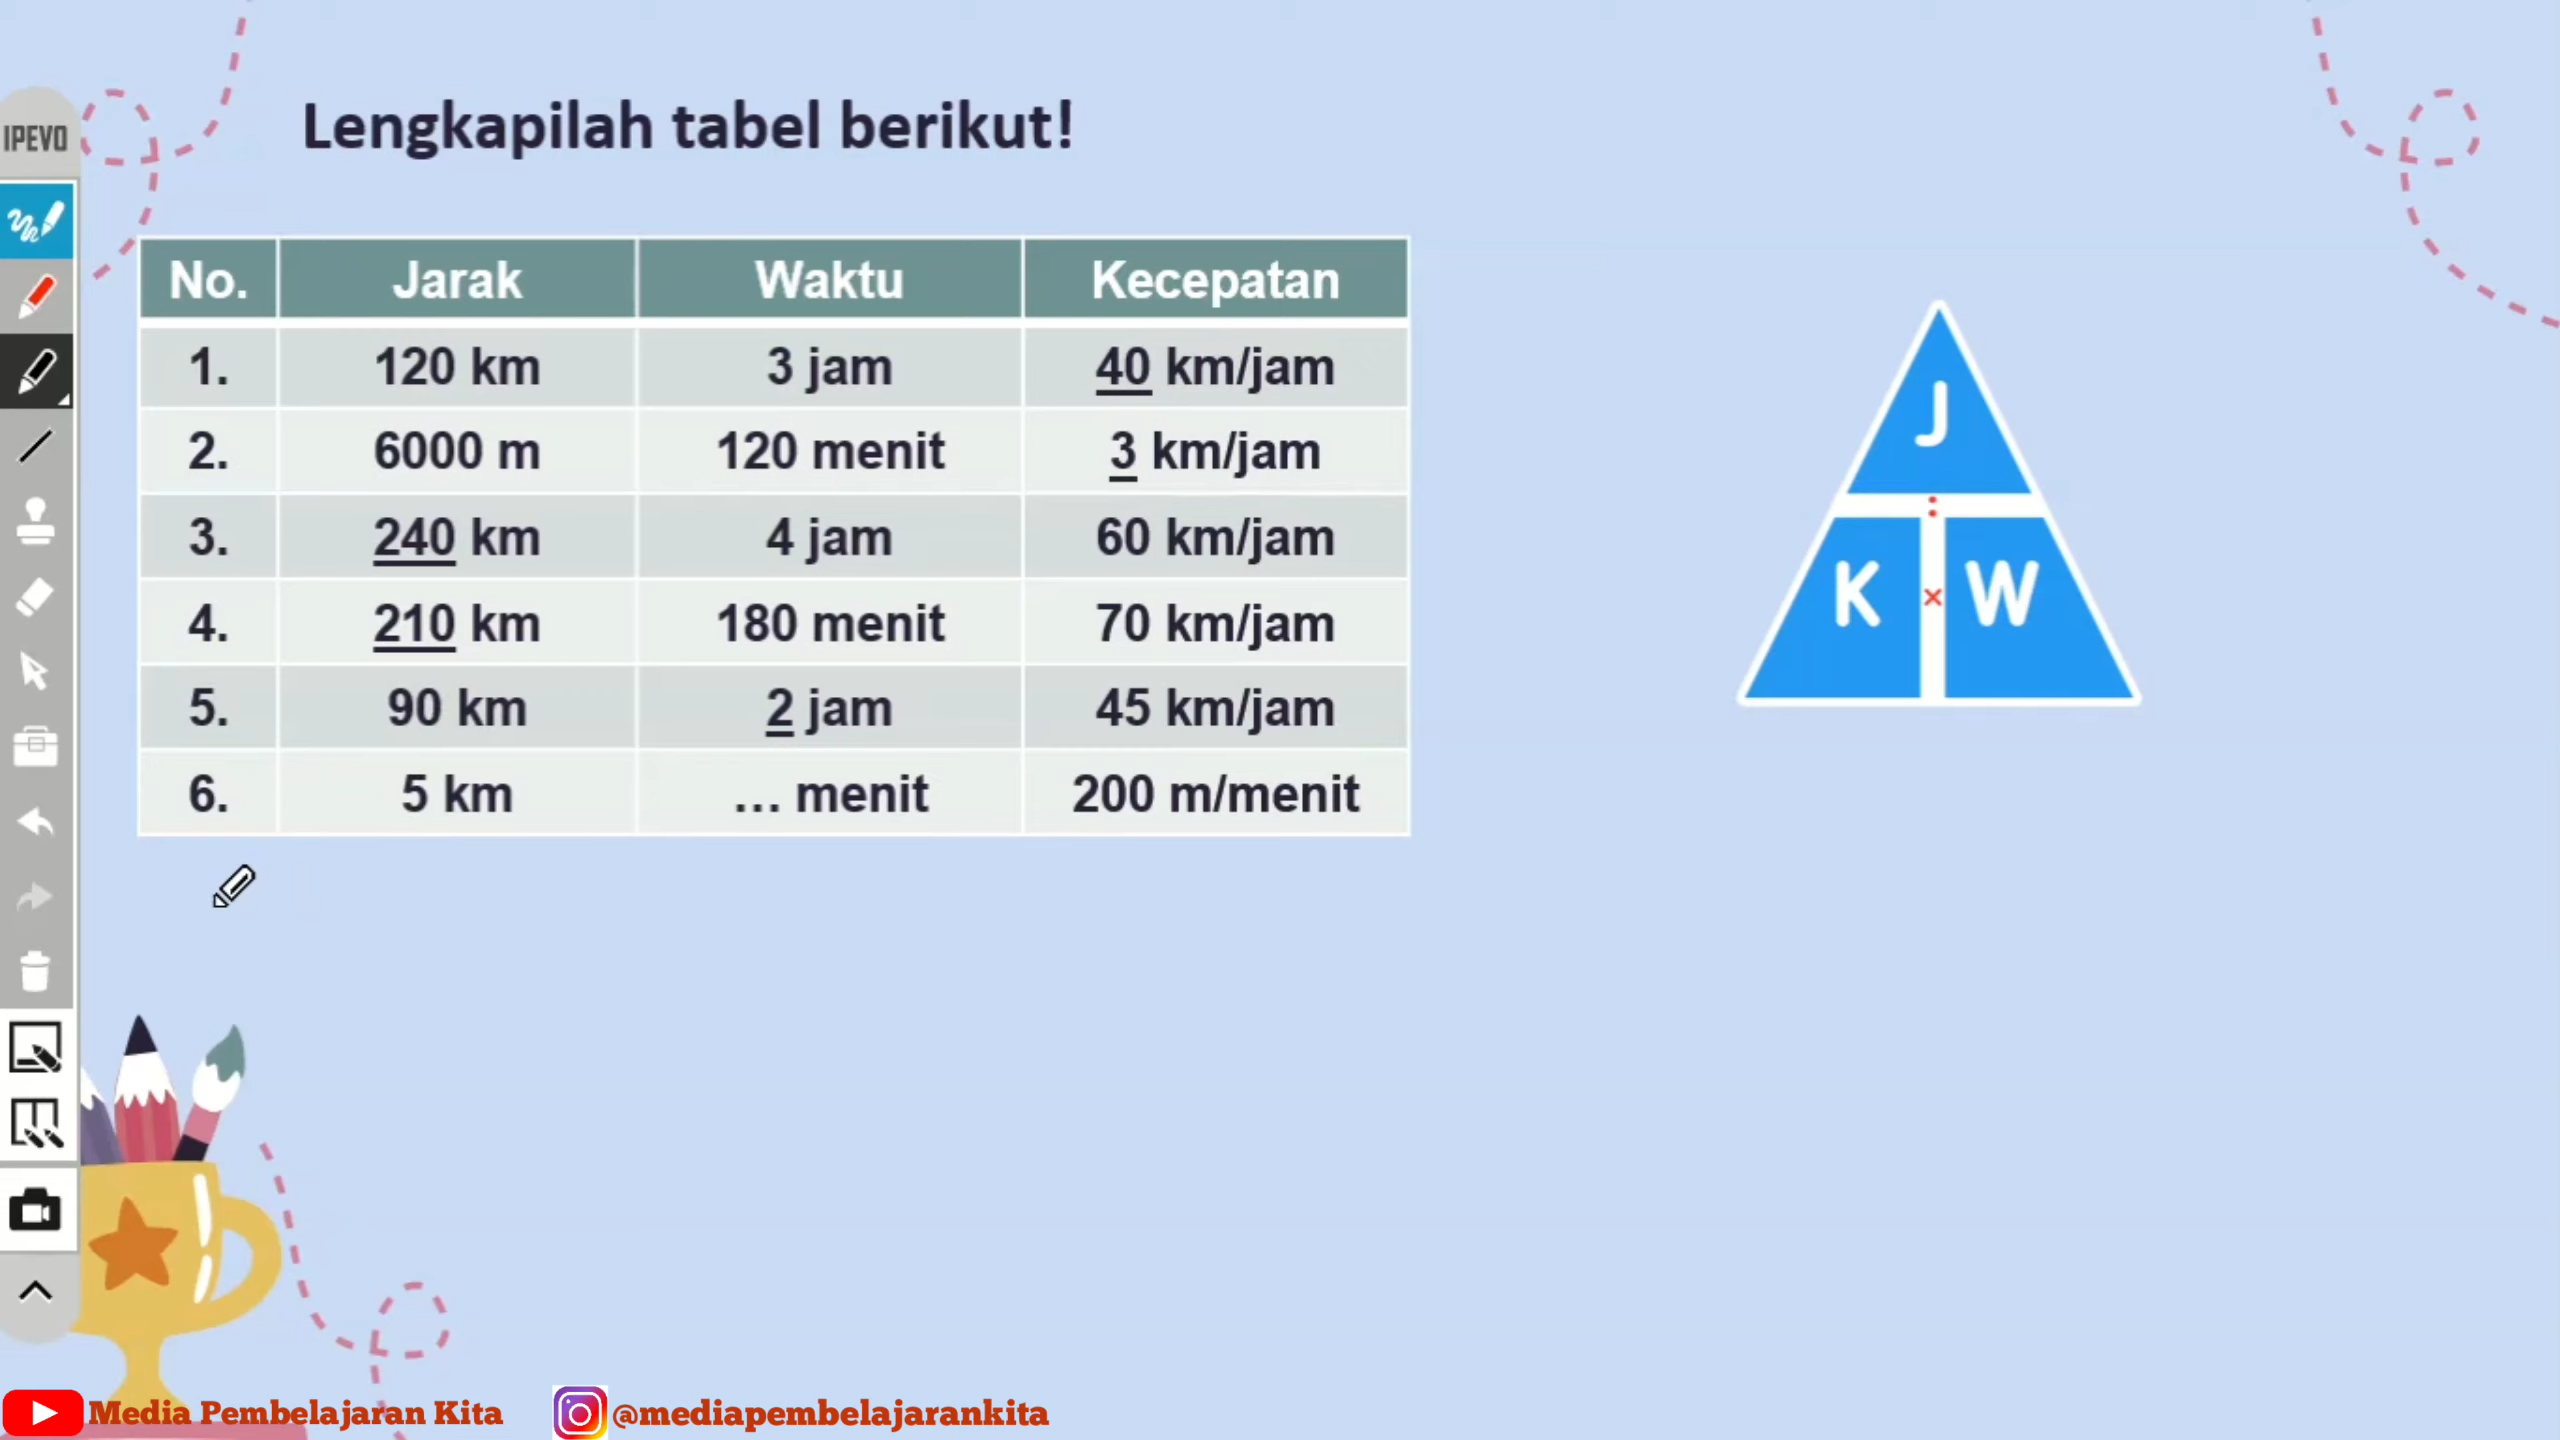 IPEVO
Lengkapilah tabel berikut!
No. Jarak Waktu Kecepatan
1. 120 km 3 jam 40 km/jam
2. 6000 m 120 menit 3 km/jam
3. 240 km 4 jam 60 km/jam
4. 210 km 180 menit 70 km/jam
5. 90 km 2 jam 45 km/jam
6. 5 km ... menit 200 m/menit
J
:
K × W
Media Pembelajaran Kita @mediapembelajarankita